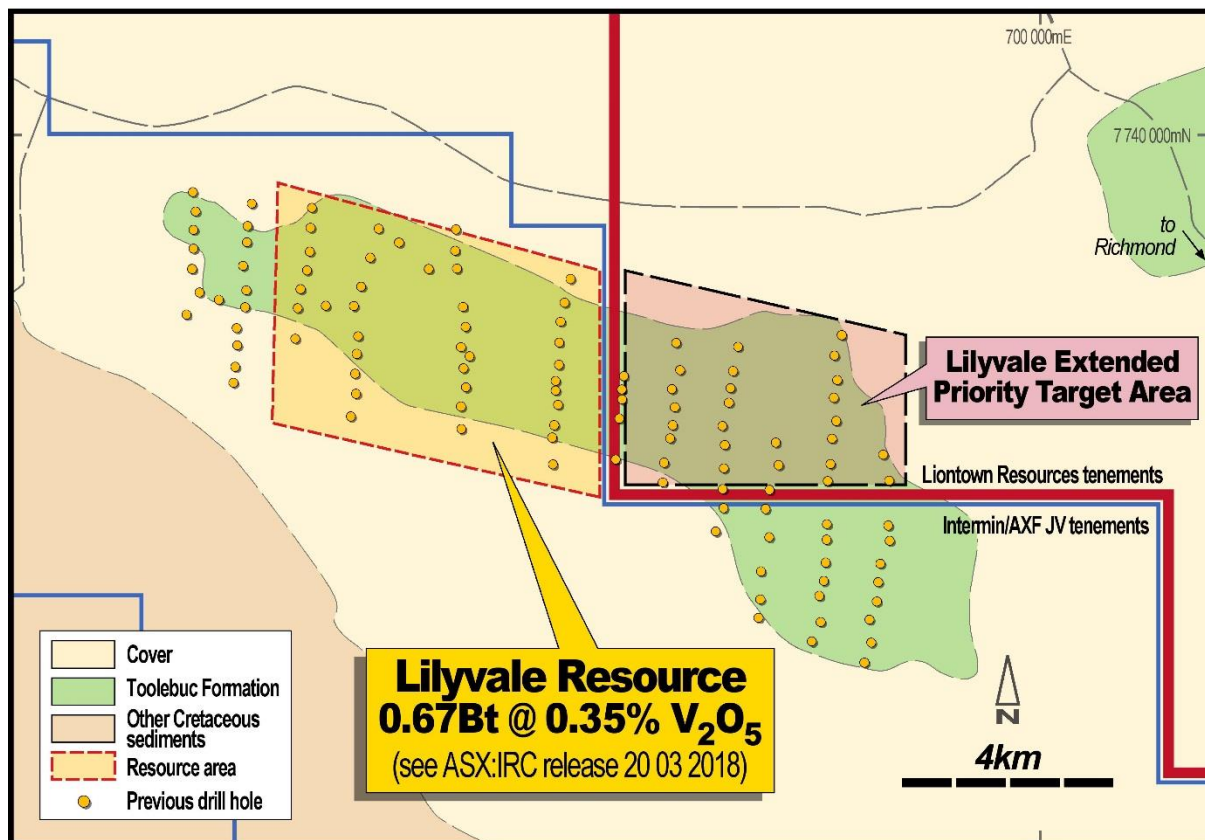 700 000mE
7 740 000mN
to
Richmond
Lilyvale Extended
Priority Target Area
Liontown Resources tenements
Intermin/AXF JV tenements
Lilyvale Resource
0.67Bt @ 0.35% V₂O₅
(see ASX:IRC release 20 03 2018)
Cover
Toolebuc Formation
Other Cretaceous
sediments
Resource area
Previous drill hole
N
4km